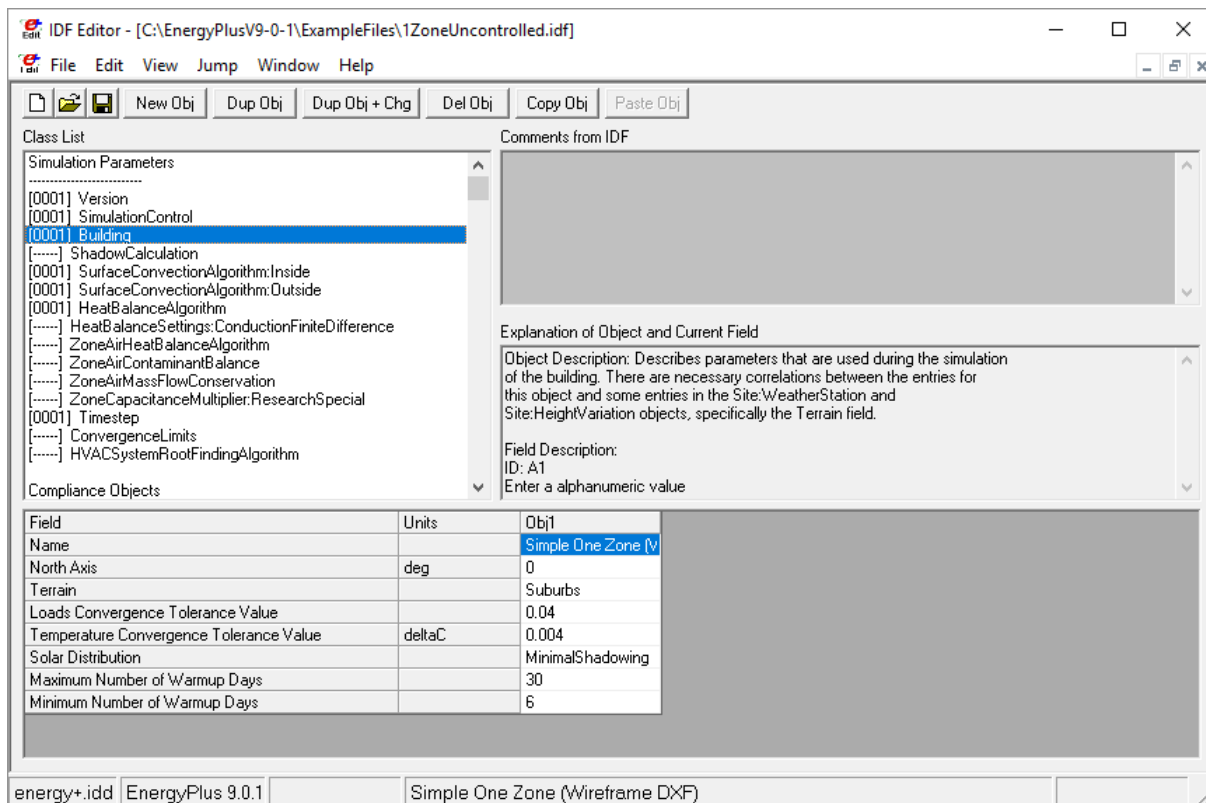 IDF Editor - [C:\EnergyPlusV9-0-1\ExampleFiles\1ZoneUncontrolled.idf]
File Edit View Jump Window Help
New Obj Dup Obj Dup Obj + Chg Del Obj Copy Obj Paste Obj
Class List
Comments from IDF
Simulation Parameters
--------------------------
[0001] Version
[0001] SimulationControl
[0001] Building
[------] ShadowCalculation
[0001] SurfaceConvectionAlgorithm:Inside
[0001] SurfaceConvectionAlgorithm:Outside
[0001] HeatBalanceAlgorithm
[------] HeatBalanceSettings:ConductionFiniteDifference
[------] ZoneAirHeatBalanceAlgorithm
[------] ZoneAirContaminantBalance
[------] ZoneAirMassFlowConservation
[------] ZoneCapacitanceMultiplier:ResearchSpecial
[0001] Timestep
[------] ConvergenceLimits
[------] HVACSystemRootFindingAlgorithm
Compliance Objects
Explanation of Object and Current Field
Object Description: Describes parameters that are used during the simulation
of the building. There are necessary correlations between the entries for
this object and some entries in the Site:WeatherStation and
Site:HeightVariation objects, specifically the Terrain field.
Field Description:
ID: A1
Enter a alphanumeric value
Field Units Obj1
Name Simple One Zone (W
North Axis deg 0
Terrain Suburbs
Loads Convergence Tolerance Value 0.04
Temperature Convergence Tolerance Value deltaC 0.004
Solar Distribution MinimalShadowing
Maximum Number of Warmup Days 30
Minimum Number of Warmup Days 6
energy+.idd EnergyPlus 9.0.1 Simple One Zone (Wireframe DXF)